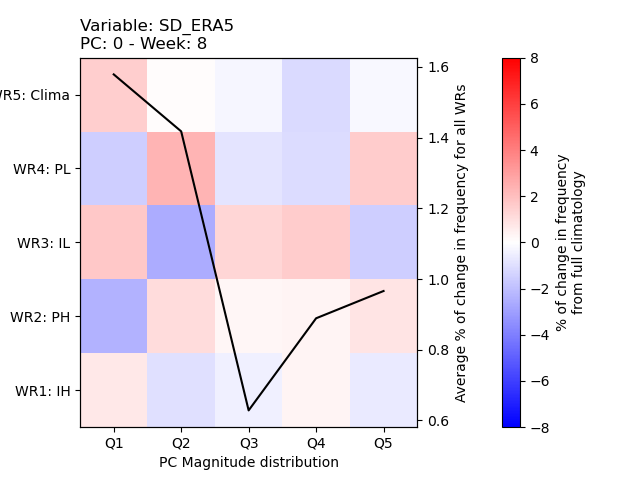 Variable: SD_ERA5
PC: 0 - Week: 8
WR5: Clima
WR4: PL
WR3: IL
WR2: PH
WR1: IH
Q1 Q2 Q3 Q4 Q5
PC Magnitude distribution
1.6
1.4
1.2
1.0
0.8
0.6
Average % of change in frequency for all WRs
8
6
4
2
0
−2
−4
−6
−8
% of change in frequency
from full climatology